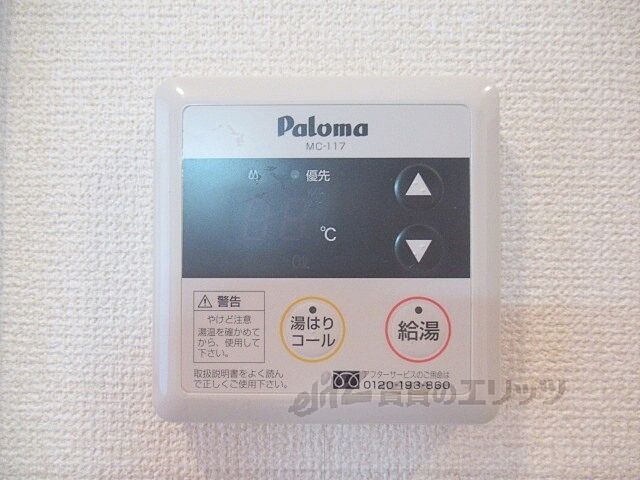 Paloma
MC-117
優先
℃
▲
▼
警告
やけど注意
湯温を確かめて
から、使用して
下さい。
取扱説明書をよく読ん
で正しくご使用下さい。
湯はり
コール
給湯
アフターサービスのご用命は
0120-193-860
賃貸のエリッツ